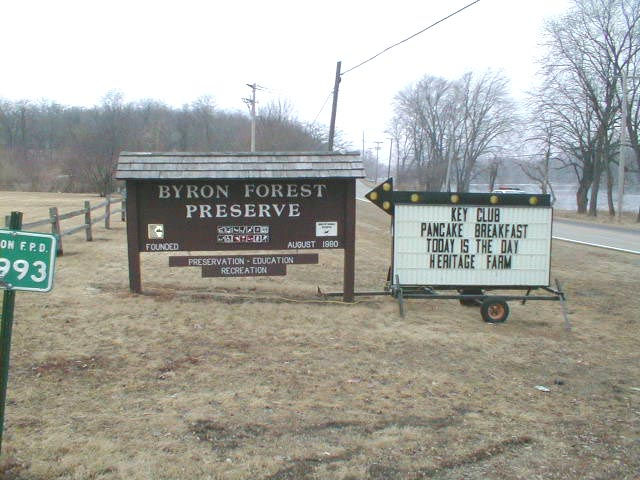 BYRON FOREST
PRESERVE
FOUNDED AUGUST 1980
PRESERVATION - EDUCATION
RECREATION
KEY CLUB
PANCAKE BREAKFAST
TODAY IS THE DAY
HERITAGE FARM
ON F.P.D.
993